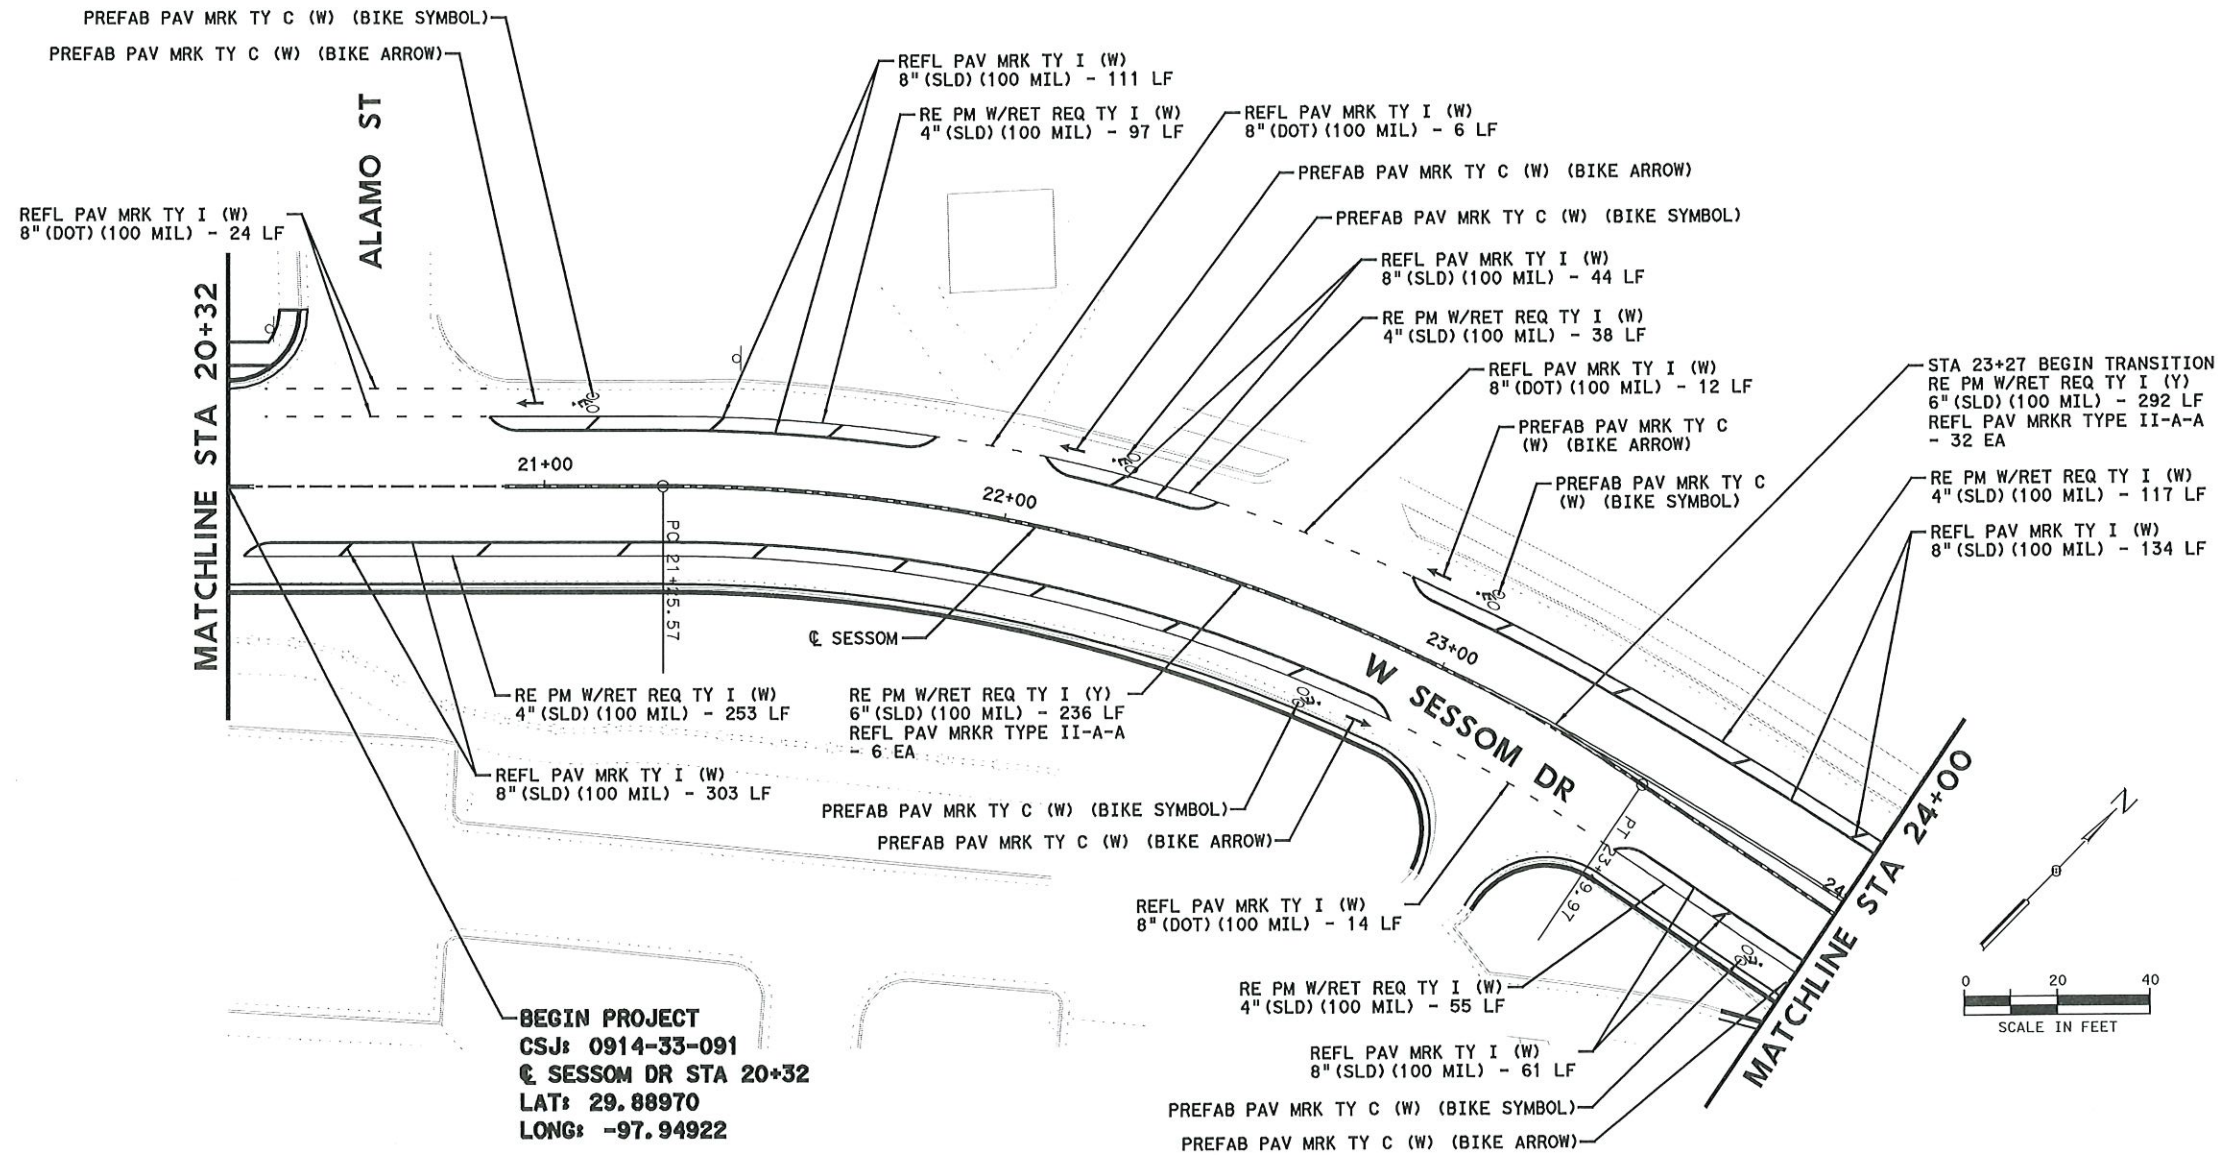 PREFAB PAV MRK TY C (W) (BIKE SYMBOL)
PREFAB PAV MRK TY C (W) (BIKE ARROW)
REFL PAV MRK TY I (W)
8"(SLD)(100 MIL) - 111 LF
RE PM W/RET REQ TY I (W)
4"(SLD)(100 MIL) - 97 LF
REFL PAV MRK TY I (W)
8"(DOT)(100 MIL) - 6 LF
PREFAB PAV MRK TY C (W) (BIKE ARROW)
PREFAB PAV MRK TY C (W) (BIKE SYMBOL)
REFL PAV MRK TY I (W)
8"(DOT)(100 MIL) - 24 LF
ALAMO ST
REFL PAV MRK TY I (W)
8"(SLD)(100 MIL) - 44 LF
RE PM W/RET REQ TY I (W)
4"(SLD)(100 MIL) - 38 LF
REFL PAV MRK TY I (W)
8"(DOT)(100 MIL) - 12 LF
PREFAB PAV MRK TY C
(W) (BIKE ARROW)
PREFAB PAV MRK TY C
(W) (BIKE SYMBOL)
STA 23+27 BEGIN TRANSITION
RE PM W/RET REQ TY I (Y)
6"(SLD)(100 MIL) - 292 LF
REFL PAV MRKR TYPE II-A-A
- 32 EA
RE PM W/RET REQ TY I (W)
4"(SLD)(100 MIL) - 117 LF
REFL PAV MRK TY I (W)
8"(SLD)(100 MIL) - 134 LF
MATCHLINE STA 20+32
21+00
22+00
23+00
24
PC 21+25.57
℄ SESSOM
W SESSOM DR
RE PM W/RET REQ TY I (W)
4"(SLD)(100 MIL) - 253 LF
REFL PAV MRK TY I (W)
8"(SLD)(100 MIL) - 303 LF
RE PM W/RET REQ TY I (Y)
6"(SLD)(100 MIL) - 236 LF
REFL PAV MRKR TYPE II-A-A
- 6 EA
PREFAB PAV MRK TY C (W) (BIKE SYMBOL)
PREFAB PAV MRK TY C (W) (BIKE ARROW)
REFL PAV MRK TY I (W)
8"(DOT)(100 MIL) - 14 LF
PT
RE PM W/RET REQ TY I (W)
4"(SLD)(100 MIL) - 55 LF
REFL PAV MRK TY I (W)
8"(SLD)(100 MIL) - 61 LF
PREFAB PAV MRK TY C (W) (BIKE SYMBOL)
PREFAB PAV MRK TY C (W) (BIKE ARROW)
MATCHLINE STA 24+00
N
0 20 40
SCALE IN FEET
BEGIN PROJECT
CSJ: 0914-33-091
℄ SESSOM DR STA 20+32
LAT: 29.88970
LONG: -97.94922